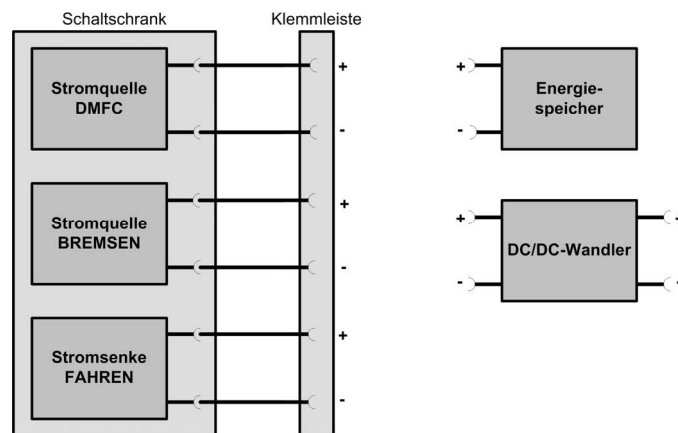 Schaltschrank
Klemmleiste
Stromquelle
DMFC
+
-
Stromquelle
BREMSEN
+
-
Stromsenke
FAHREN
+
-
+
-
Energie-
speicher
+
-
DC/DC-Wandler